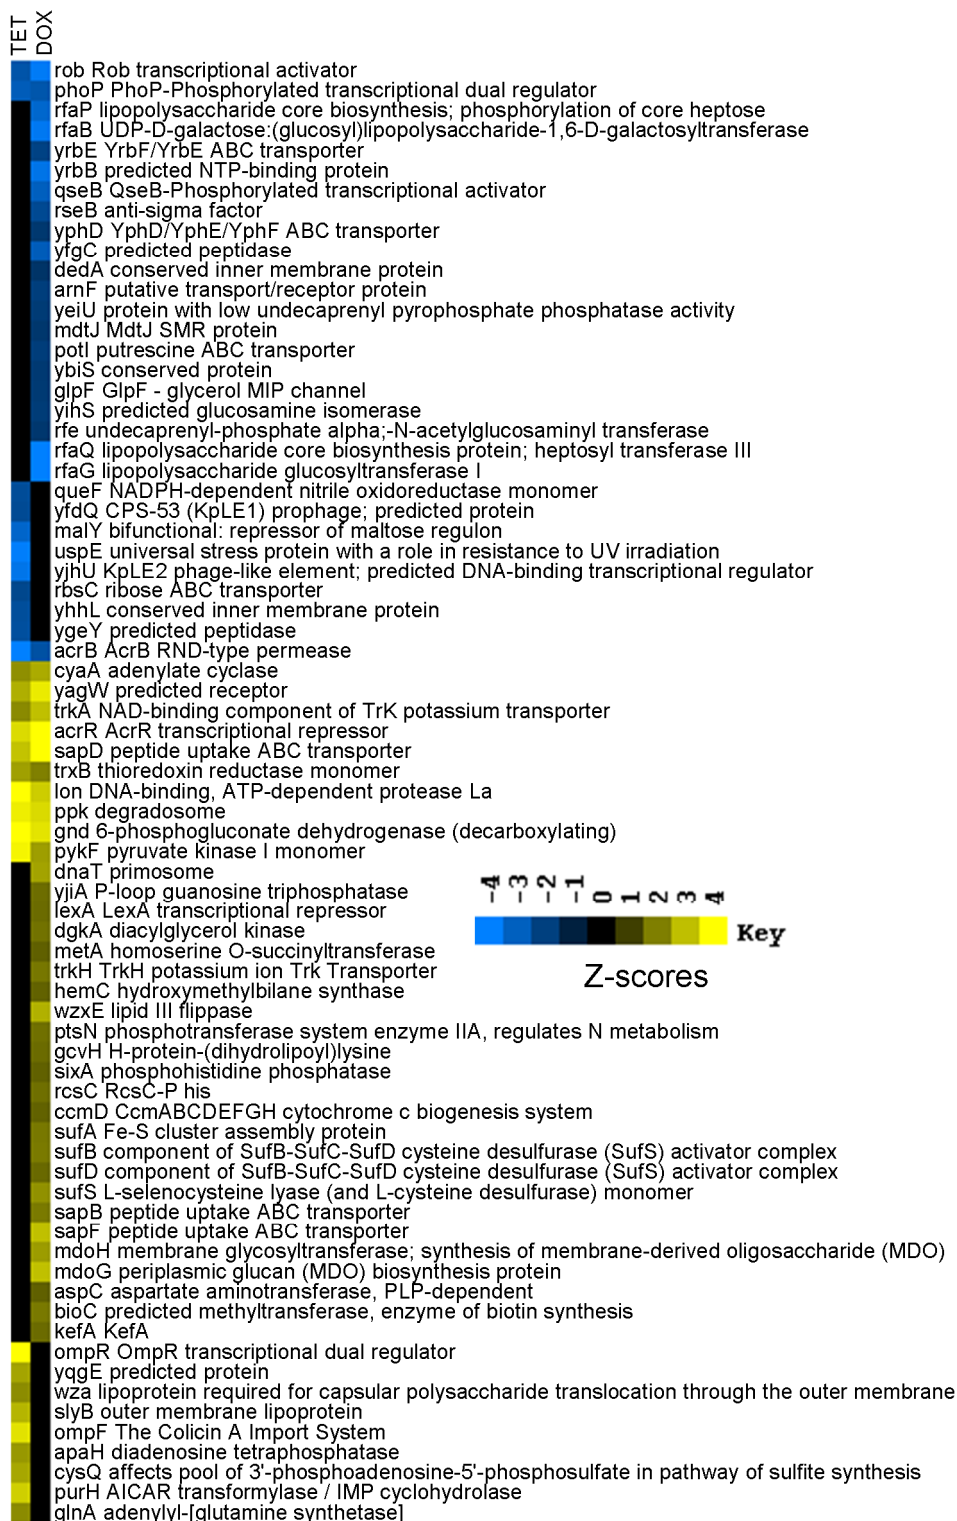 TET DOX
rob Rob transcriptional activator
phoP PhoP-Phosphorylated transcriptional dual regulator
rfaP lipopolysaccharide core biosynthesis; phosphorylation of core heptose
rfaB UDP-D-galactose:(glucosyl)lipopolysaccharide-1,6-D-galactosyltransferase
yrbE YrbF/YrbE ABC transporter
yrbB predicted NTP-binding protein
qseB QseB-Phosphorylated transcriptional activator
rseB anti-sigma factor
yphD YphD/YphE/YphF ABC transporter
yfgC predicted peptidase
dedA conserved inner membrane protein
arnF putative transport/receptor protein
yeiU protein with low undecaprenyl pyrophosphate phosphatase activity
mdtJ MdtJ SMR protein
potI putrescine ABC transporter
ybiS conserved protein
glpF GlpF - glycerol MIP channel
yihS predicted glucosamine isomerase
rfe undecaprenyl-phosphate alpha;-N-acetylglucosaminyl transferase
rfaQ lipopolysaccharide core biosynthesis protein; heptosyl transferase III
rfaG lipopolysaccharide glucosyltransferase I
queF NADPH-dependent nitrile oxidoreductase monomer
yfdQ CPS-53 (KpLE1) prophage; predicted protein
malY bifunctional: repressor of maltose regulon
uspE universal stress protein with a role in resistance to UV irradiation
yjhU KpLE2 phage-like element; predicted DNA-binding transcriptional regulator
rbsC ribose ABC transporter
yhhL conserved inner membrane protein
ygeY predicted peptidase
acrB AcrB RND-type permease
cyaA adenylate cyclase
yagW predicted receptor
trkA NAD-binding component of TrK potassium transporter
acrR AcrR transcriptional repressor
sapD peptide uptake ABC transporter
trxB thioredoxin reductase monomer
lon DNA-binding, ATP-dependent protease La
ppk degradosome
gnd 6-phosphogluconate dehydrogenase (decarboxylating)
pykF pyruvate kinase I monomer
dnaT primosome
yjiA P-loop guanosine triphosphatase
lexA LexA transcriptional repressor
dgkA diacylglycerol kinase
metA homoserine O-succinyltransferase
trkH TrkH potassium ion Trk Transporter
hemC hydroxymethylbilane synthase
wzxE lipid III flippase
ptsN phosphotransferase system enzyme IIA, regulates N metabolism
gcvH H-protein-(dihydrolipoyl)lysine
sixA phosphohistidine phosphatase
rcsC RcsC-P his
ccmD CcmABCDEFGH cytochrome c biogenesis system
sufA Fe-S cluster assembly protein
sufB component of SufB-SufC-SufD cysteine desulfurase (SufS) activator complex
sufD component of SufB-SufC-SufD cysteine desulfurase (SufS) activator complex
sufS L-selenocysteine lyase (and L-cysteine desulfurase) monomer
sapB peptide uptake ABC transporter
sapF peptide uptake ABC transporter
mdoH membrane glycosyltransferase; synthesis of membrane-derived oligosaccharide (MDO)
mdoG periplasmic glucan (MDO) biosynthesis protein
aspC aspartate aminotransferase, PLP-dependent
bioC predicted methyltransferase, enzyme of biotin synthesis
kefA KefA
ompR OmpR transcriptional dual regulator
yqgE predicted protein
wza lipoprotein required for capsular polysaccharide translocation through the outer membrane
slyB outer membrane lipoprotein
ompF The Colicin A Import System
apaH diadenosine tetraphosphatase
cysQ affects pool of 3'-phosphoadenosine-5'-phosphosulfate in pathway of sulfite synthesis
purH AICAR transformylase / IMP cyclohydrolase
glnA adenylyl-[glutamine synthetase]
-4 -3 -2 -1 0 1 2 3 4
Key
Z-scores